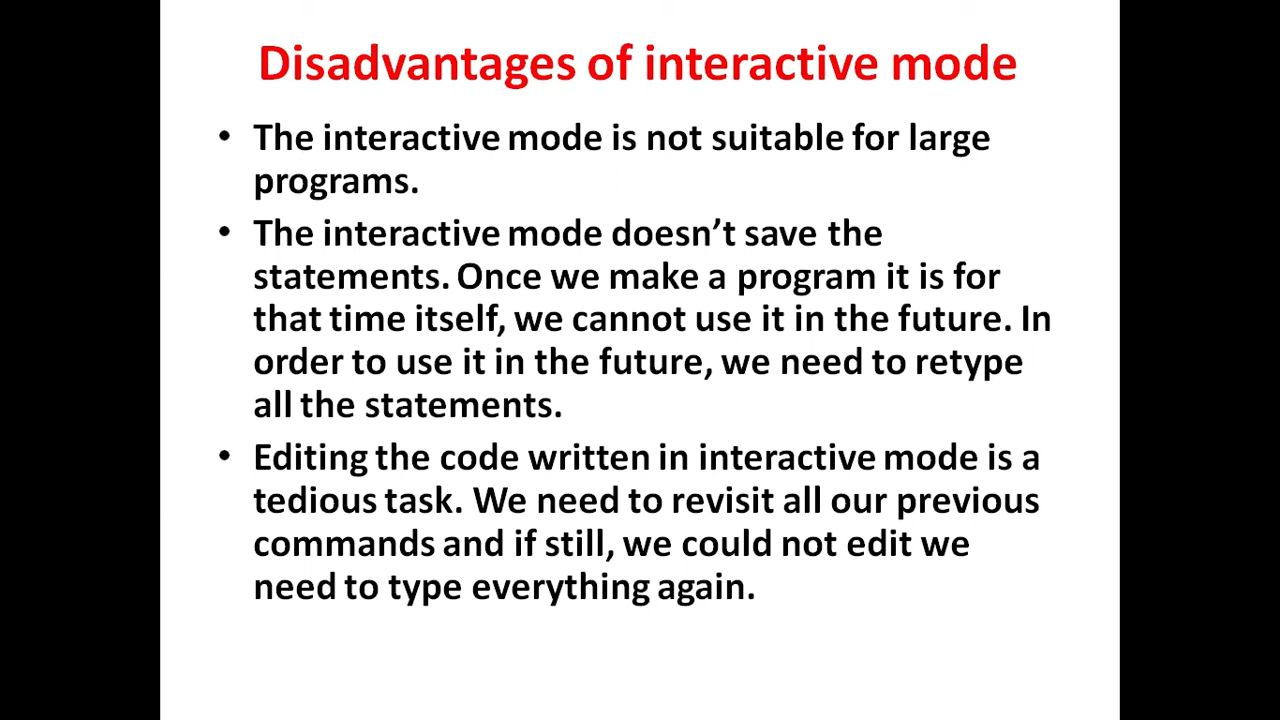 Disadvantages of interactive mode
• The interactive mode is not suitable for large
programs.
• The interactive mode doesn’t save the
statements. Once we make a program it is for
that time itself, we cannot use it in the future. In
order to use it in the future, we need to retype
all the statements.
• Editing the code written in interactive mode is a
tedious task. We need to revisit all our previous
commands and if still, we could not edit we
need to type everything again.